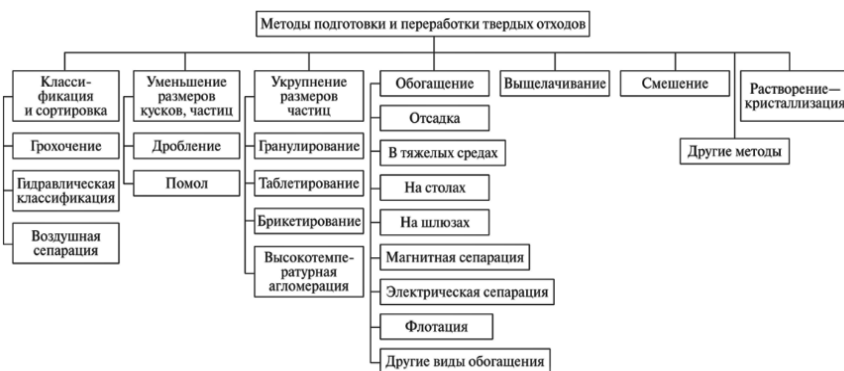 Методы подготовки и переработки твердых отходов
Класси-
фикация
и сортировка
Грохочение
Гидравлическая
классификация
Воздушная
сепарация
Уменьшение
размеров
кусков, частиц
Дробление
Помол
Укрупнение
размеров
частиц
Гранулирование
Таблетирование
Брикетирование
Высокотемпе-
ратурная
агломерация
Обогащение
Отсадка
В тяжелых средах
На столах
На шлюзах
Магнитная сепарация
Электрическая сепарация
Флотация
Другие виды обогащения
Выщелачивание
Смешение
Другие методы
Растворение—
кристаллизация